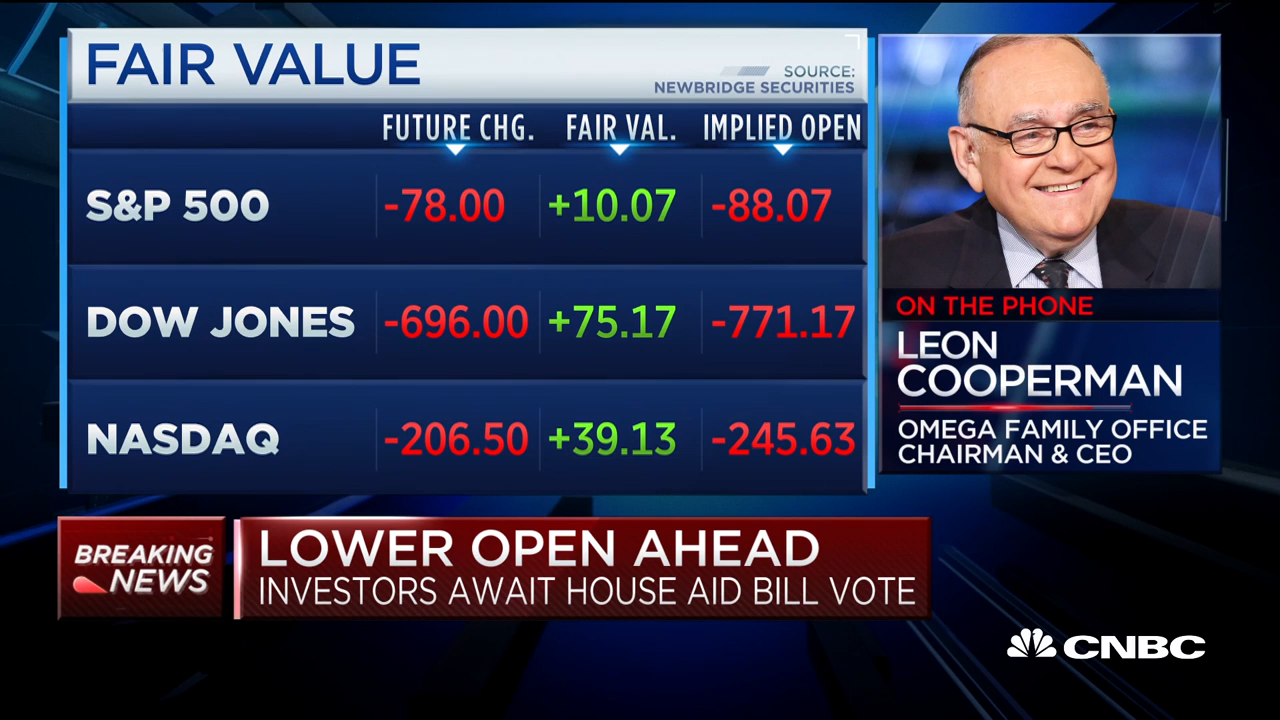 FAIR VALUE
SOURCE:
NEWBRIDGE SECURITIES
FUTURE CHG. FAIR VAL. IMPLIED OPEN
S&P 500 -78.00 +10.07 -88.07
DOW JONES -696.00 +75.17 -771.17
NASDAQ -206.50 +39.13 -245.63
ON THE PHONE
LEON
COOPERMAN
OMEGA FAMILY OFFICE
CHAIRMAN & CEO
BREAKING
NEWS
LOWER OPEN AHEAD
INVESTORS AWAIT HOUSE AID BILL VOTE
CNBC